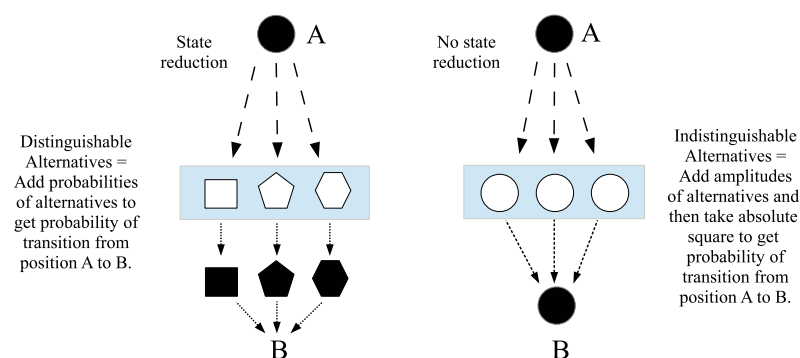 State
reduction
A
Distinguishable
Alternatives =
Add probabilities
of alternatives to
get probability of
transition from
position A to B.
B
No state
reduction
A
Indistinguishable
Alternatives =
Add amplitudes
of alternatives and
then take absolute
square to get
probability of
transition from
position A to B.
B